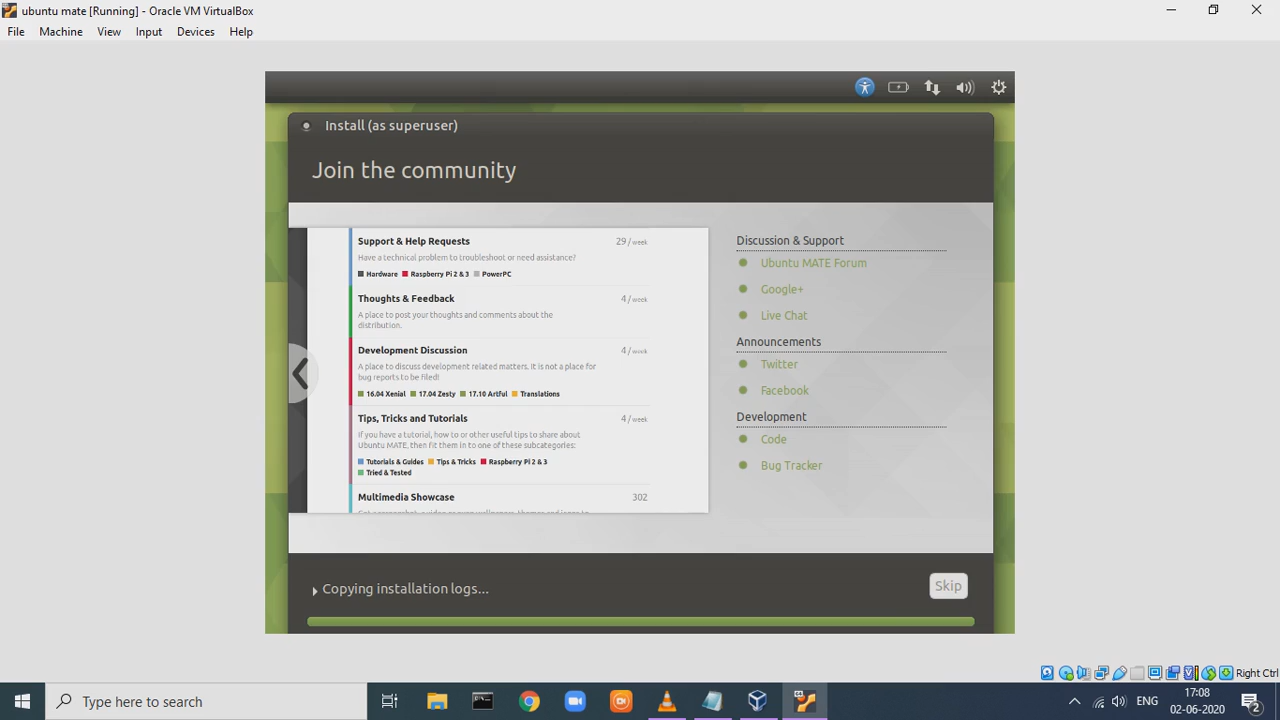 ubuntu mate [Running] - Oracle VM VirtualBox
File Machine View Input Devices Help
Install (as superuser)
Join the community
Support & Help Requests 29 / week
Have a technical problem to troubleshoot or need assistance?
Hardware Raspberry Pi 2 & 3 PowerPC
Thoughts & Feedback 4 / week
A place to post your thoughts and comments about the
distribution.
Development Discussion 4 / week
A place to discuss development related matters. It is not a place for
bug reports to be filed!
16.04 Xenial 17.04 Zesty 17.10 Artful Translations
Tips, Tricks and Tutorials 4 / week
If you have a tutorial, how to or other useful tips to share about
Ubuntu MATE, then fit them in to one of these subcategories:
Tutorials & Guides Tips & Tricks Raspberry Pi 2 & 3
Tried & Tested
Multimedia Showcase 302
Discussion & Support
Ubuntu MATE Forum
Google+
Live Chat
Announcements
Twitter
Facebook
Development
Code
Bug Tracker
Copying installation logs...
Skip
Right Ctrl
Type here to search
ENG
17:08
02-06-2020
2